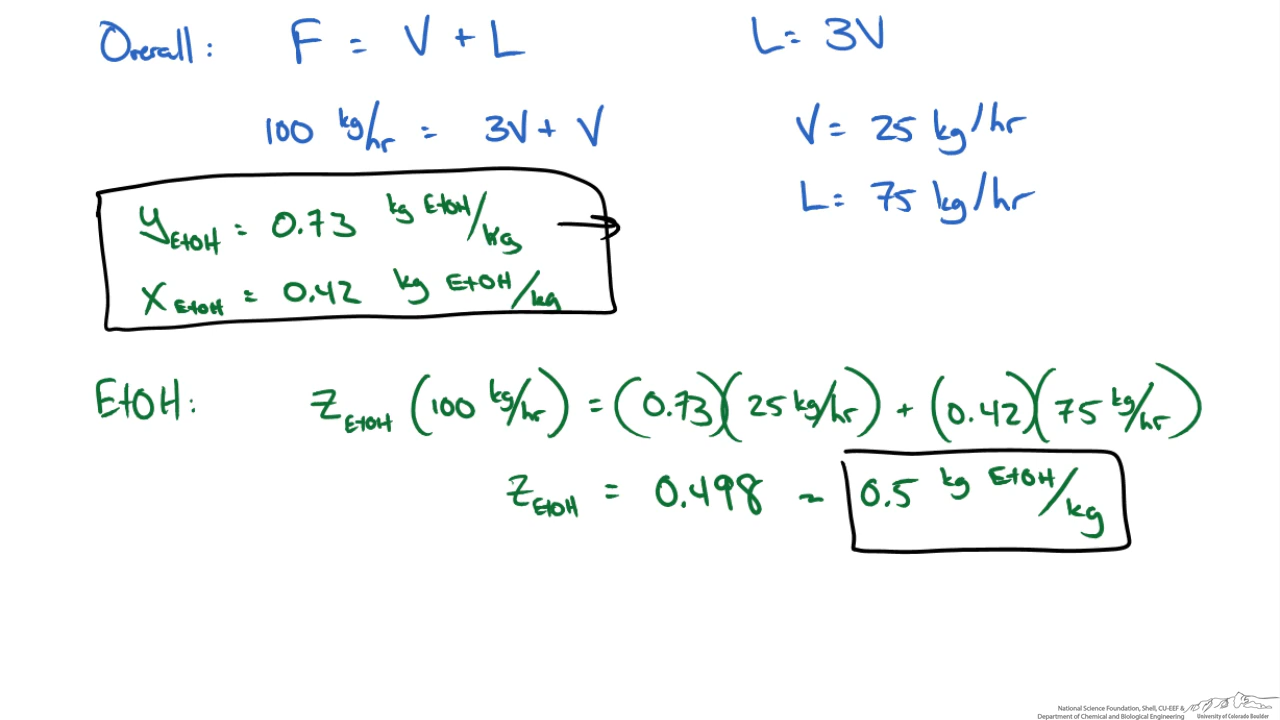 Overall: F = V + L L = 3V
100 kg/hr = 3V + V V = 25 kg/hr
L = 75 kg/hr
yEtOH = 0.73 kg EtOH/kg →
xEtOH = 0.42 kg EtOH/kg
EtOH: ZEtOH (100 kg/hr) = (0.73)(25 kg/hr) + (0.42)(75 kg/hr)
ZEtOH = 0.498 ~ 0.5 kg EtOH/kg
National Science Foundation, Shell, CU-EEF &
Department of Chemical and Biological Engineering University of Colorado Boulder